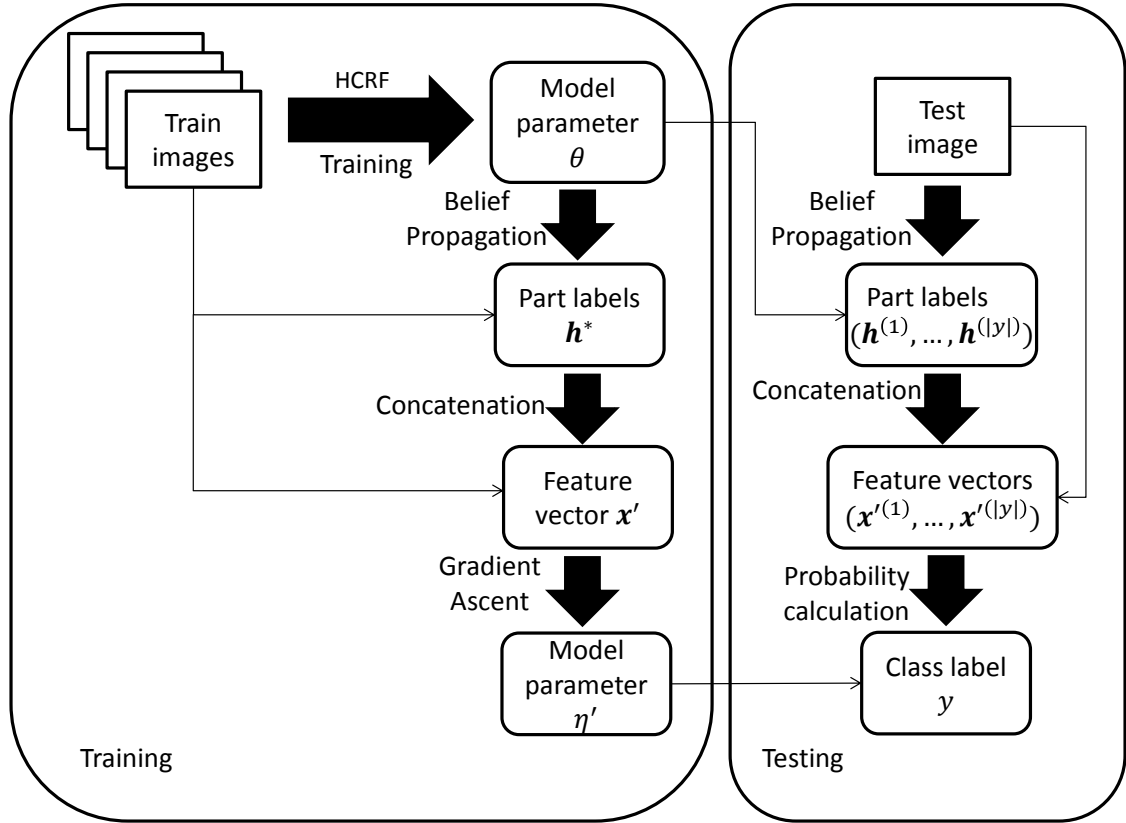 Train
images
HCRF
Training
Model
parameter
θ
Belief
Propagation
Part labels
h*
Concatenation
Feature
vector x′
Gradient
Ascent
Model
parameter
η′
Training
Test
image
Belief
Propagation
Part labels
(h^(1), … , h^(|y|))
Concatenation
Feature vectors
(x′^(1), … , x′^(|y|))
Probability
calculation
Class label
y
Testing